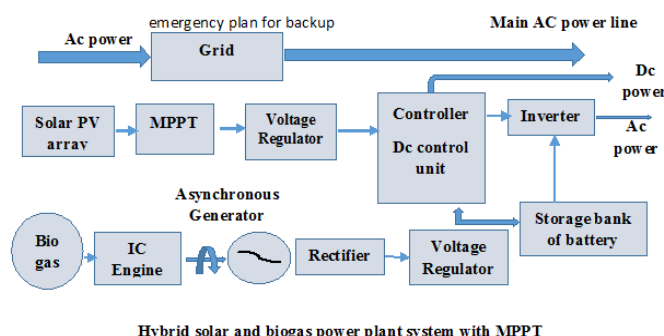 emergency plan for backup
Ac power
Grid
Main AC power line
Dc
power
Solar PV
array
MPPT
Voltage
Regulator
Controller
Dc control
unit
Inverter
Ac
power
Asynchronous
Generator
Bio
gas
IC
Engine
Rectifier
Voltage
Regulator
Storage bank
of battery
Hybrid solar and biogas power plant system with MPPT